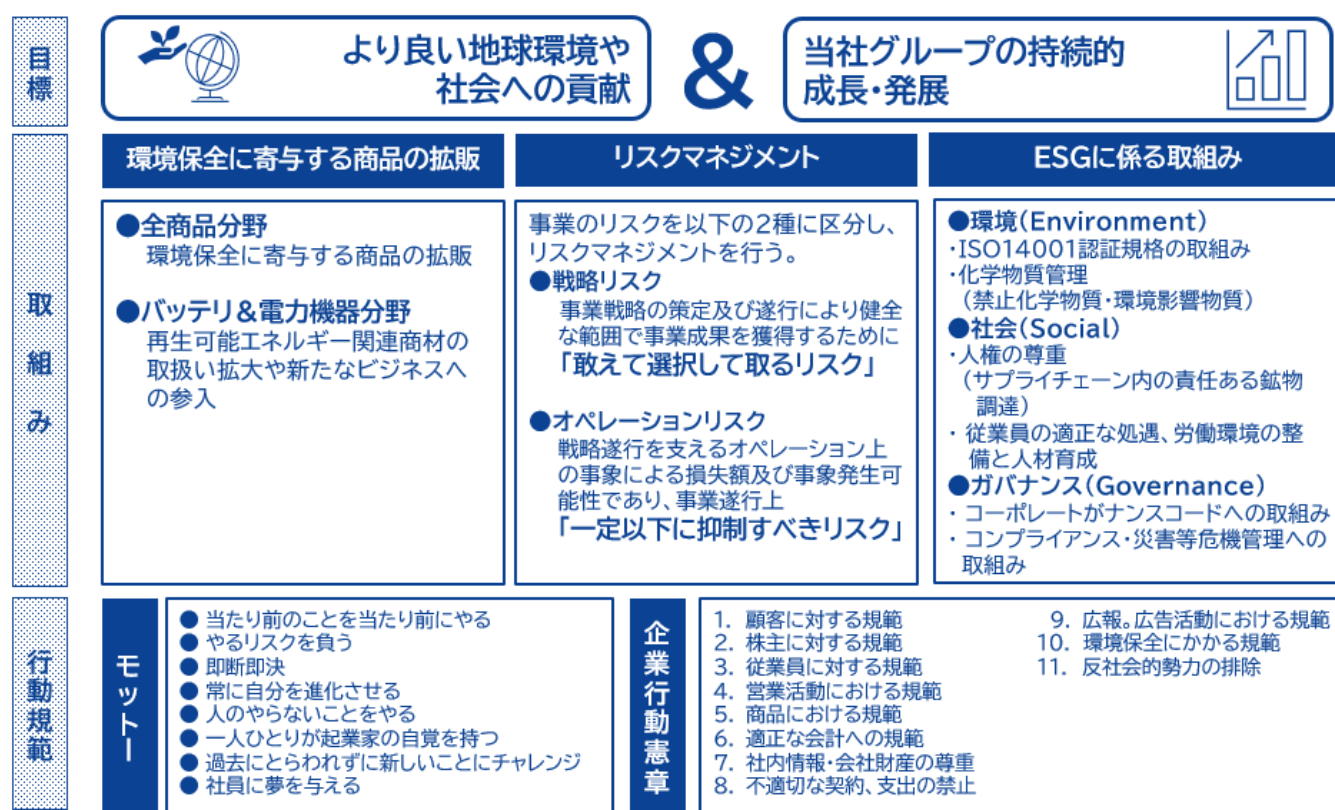 目標
より良い地球環境や
社会への貢献
&
当社グループの持続的
成長・発展
取組み
環境保全に寄与する商品の拡販
●全商品分野
環境保全に寄与する商品の拡販
●バッテリ&電力機器分野
再生可能エネルギー関連商材の
取扱い拡大や新たなビジネスへ
の参入
リスクマネジメント
事業のリスクを以下の2種に区分し、
リスクマネジメントを行う。
●戦略リスク
事業戦略の策定及び遂行により健全
な範囲で事業成果を獲得するために
「敢えて選択して取るリスク」
●オペレーションリスク
戦略遂行を支えるオペレーション上
の事象による損失額及び事象発生可
能性であり、事業遂行上
「一定以下に抑制すべきリスク」
ESGに係る取組み
●環境(Environment)
・ISO14001認証規格の取組み
・化学物質管理
(禁止化学物質・環境影響物質)
●社会(Social)
・人権の尊重
(サプライチェーン内の責任ある鉱物
調達)
・従業員の適正な処遇、労働環境の整
備と人材育成
●ガバナンス(Governance)
・コーポレートがナンスコードへの取組み
・コンプライアンス・災害等危機管理への
取組み
行動規範
モットー
● 当たり前のことを当たり前にやる
● やるリスクを負う
● 即断即決
● 常に自分を進化させる
● 人のやらないことをやる
● 一人ひとりが起業家の自覚を持つ
● 過去にとらわれずに新しいことにチャレンジ
● 社員に夢を与える
企業行動憲章
1. 顧客に対する規範
2. 株主に対する規範
3. 従業員に対する規範
4. 営業活動における規範
5. 商品における規範
6. 適正な会計への規範
7. 社内情報・会社財産の尊重
8. 不適切な契約、支出の禁止
9. 広報。広告活動における規範
10. 環境保全にかかる規範
11. 反社会的勢力の排除